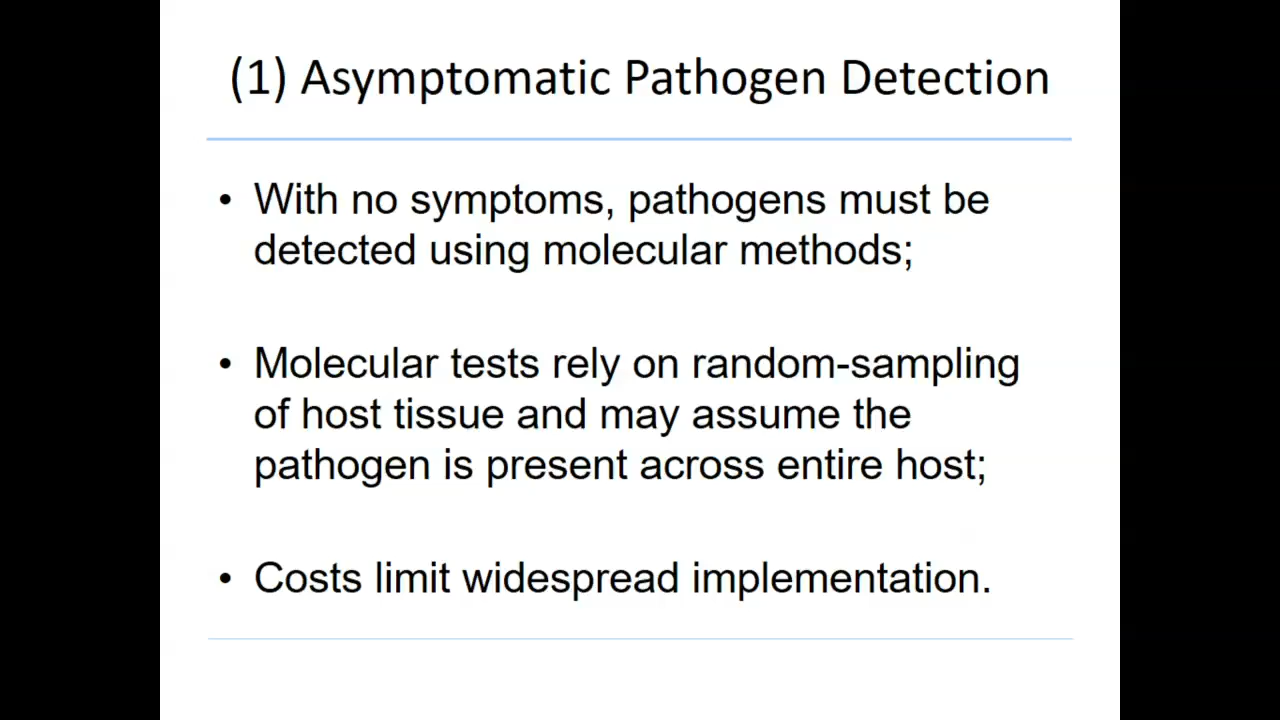 (1) Asymptomatic Pathogen Detection
• With no symptoms, pathogens must be
detected using molecular methods;
• Molecular tests rely on random-sampling
of host tissue and may assume the
pathogen is present across entire host;
• Costs limit widespread implementation.